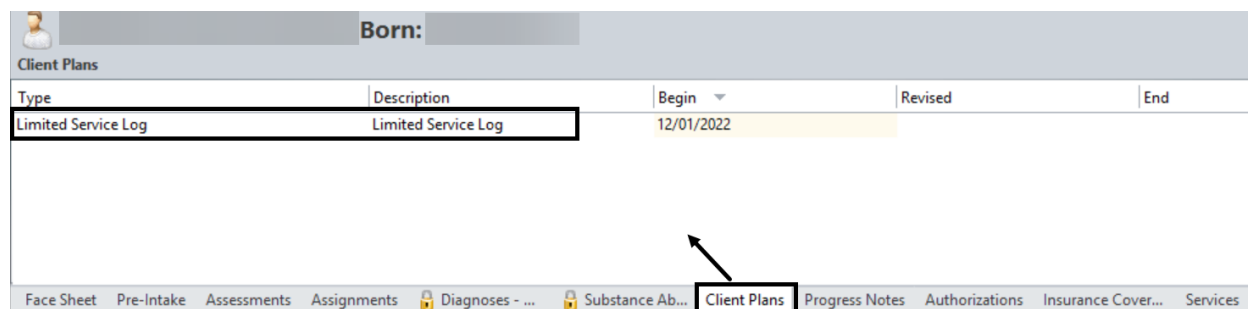 Born:
Client Plans
Type Description Begin Revised End
Limited Service Log Limited Service Log 12/01/2022
Face Sheet Pre-Intake Assessments Assignments Diagnoses - ... Substance Ab... Client Plans Progress Notes Authorizations Insurance Cover... Services